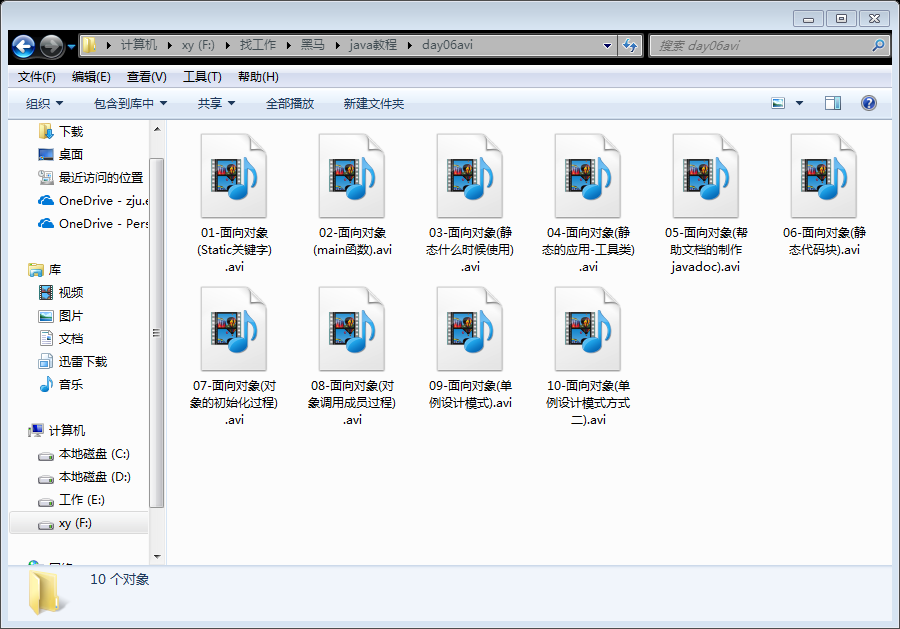 计算机 xy (F:) 找工作 黑马 java教程 day06avi
搜索 day06avi
文件(F) 编辑(E) 查看(V) 工具(T) 帮助(H)
组织 包含到库中 共享 全部播放 新建文件夹
下载
桌面
最近访问的位置
OneDrive - zju.e
OneDrive - Pers
库
视频
图片
文档
迅雷下载
音乐
计算机
本地磁盘 (C:)
本地磁盘 (D:)
工作 (E:)
xy (F:)
01-面向对象
(Static关键字)
.avi
02-面向对象
(main函数).avi
03-面向对象(静
态什么时候使用)
.avi
04-面向对象(静
态的应用-工具类)
.avi
05-面向对象(帮
助文档的制作
javadoc).avi
06-面向对象(静
态代码块).avi
07-面向对象(对
象的初始化过程)
.avi
08-面向对象(对
象调用成员过程)
.avi
09-面向对象(单
例设计模式).avi
10-面向对象(单
例设计模式方式
二).avi
10 个对象